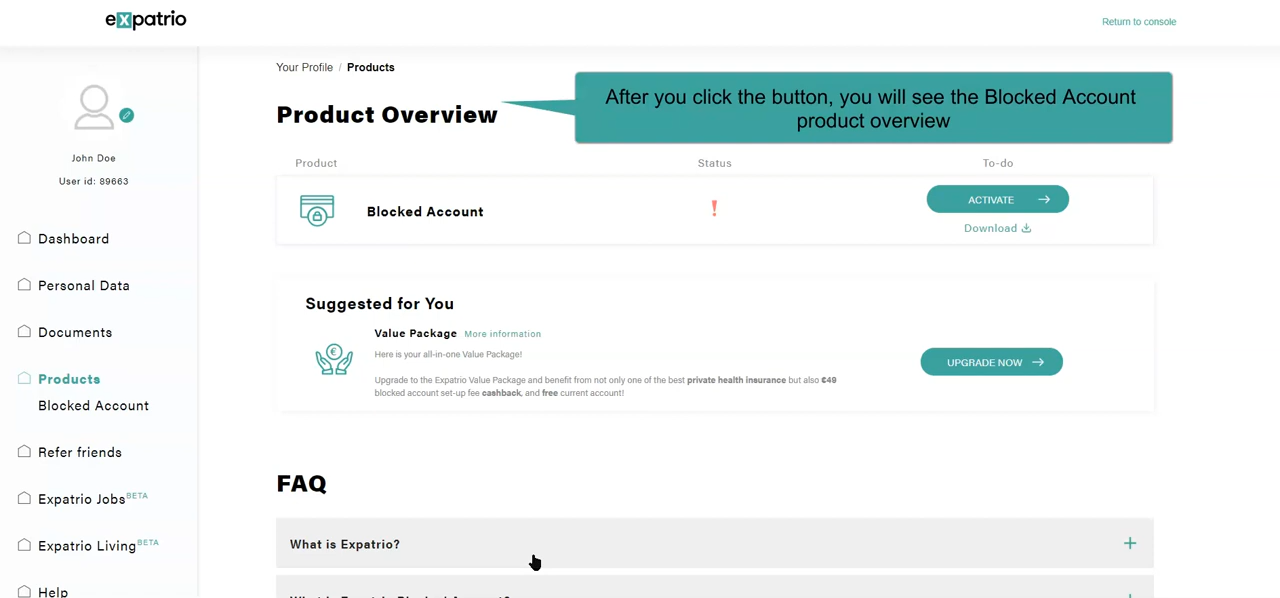 expatrio
Return to console
John Doe
User id: 89663
Dashboard
Personal Data
Documents
Products
Blocked Account
Refer friends
Expatrio Jobs BETA
Expatrio Living BETA
Help
Your Profile / Products
Product Overview
After you click the button, you will see the Blocked Account
product overview
Product Status To-do
Blocked Account ! ACTIVATE →
Download
Suggested for You
Value Package More information
Here is your all-in-one Value Package!
Upgrade to the Expatrio Value Package and benefit from not only one of the best private health insurance but also €49
blocked account set-up fee cashback, and free current account!
UPGRADE NOW →
FAQ
What is Expatrio? +